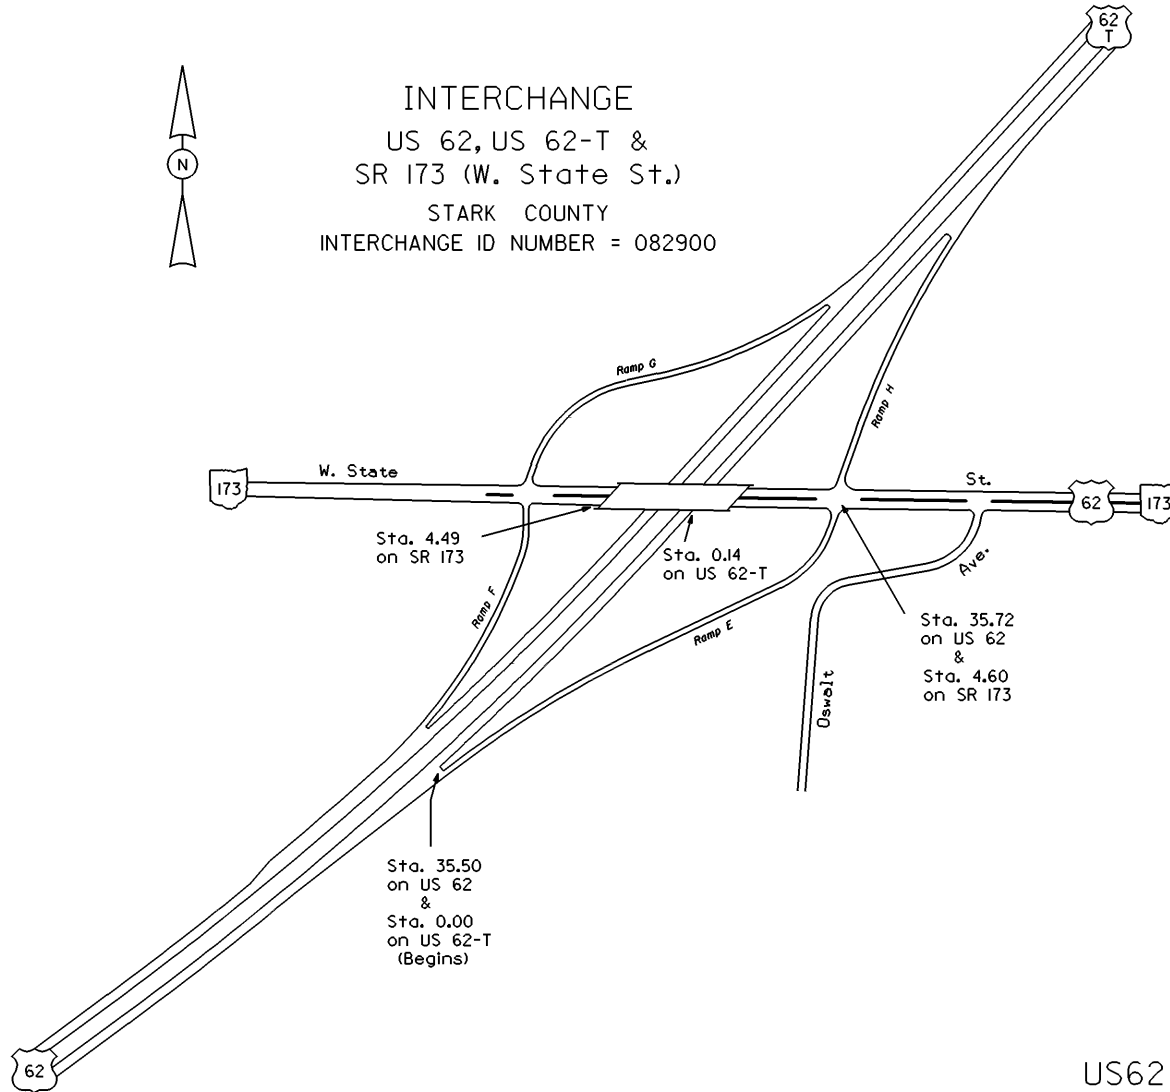 62
T
INTERCHANGE
US 62, US 62-T &
SR 173 (W. State St.)
STARK COUNTY
INTERCHANGE ID NUMBER = 082900
N
Ramp G
Ramp H
173
W. State
St.
62
173
Sta. 4.49
on SR 173
Sta. 0.14
on US 62-T
Ave.
Ramp F
Ramp E
Sta. 35.72
on US 62
&
Sta. 4.60
on SR 173
Oswalt
Sta. 35.50
on US 62
&
Sta. 0.00
on US 62-T
(Begins)
62
US62